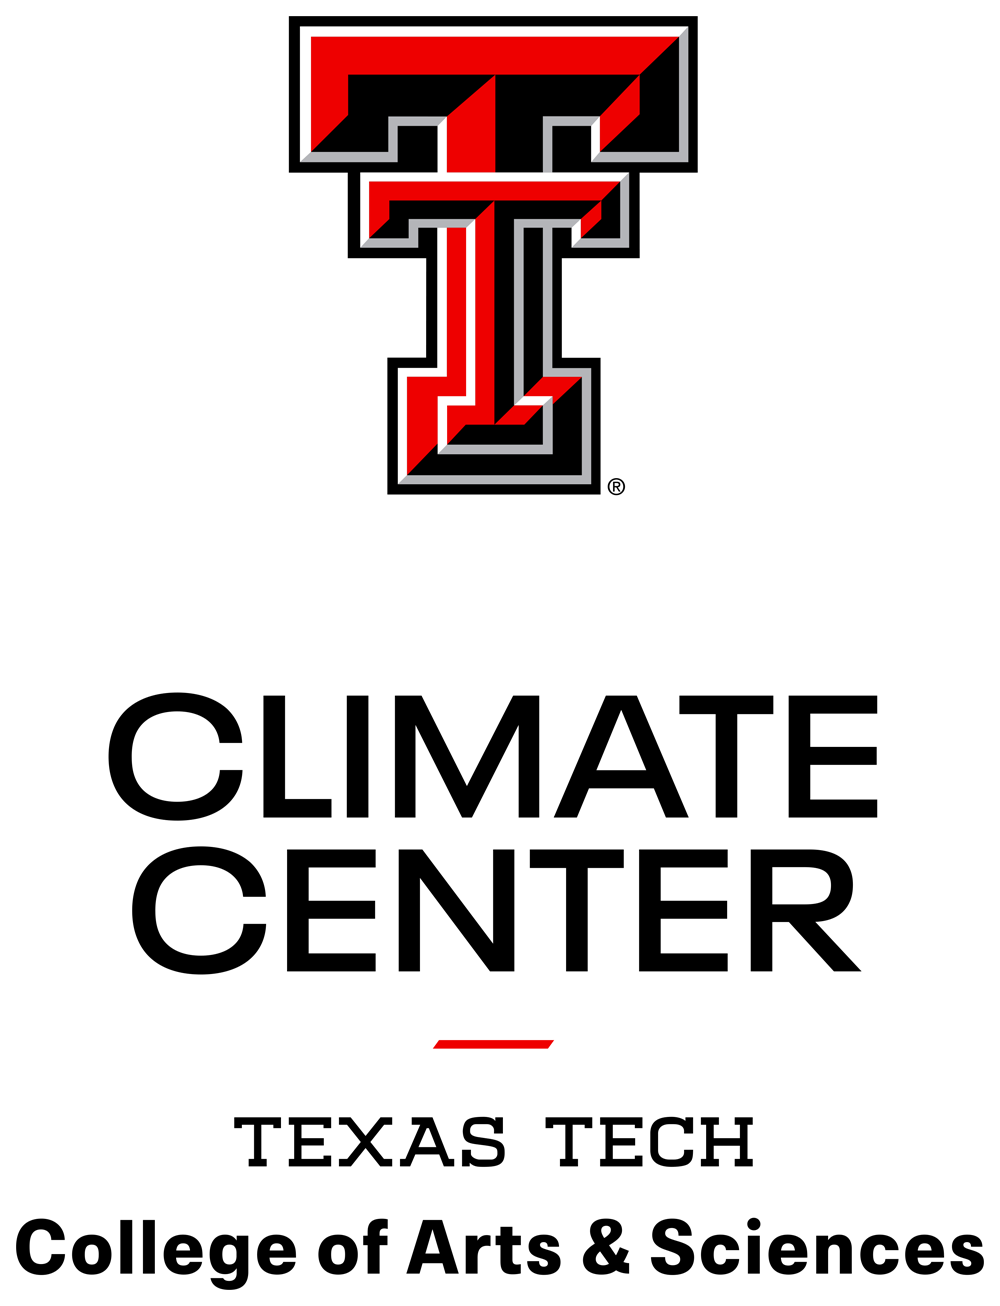 ®
CLIMATE
CENTER
TEXAS TECH
College of Arts & Sciences